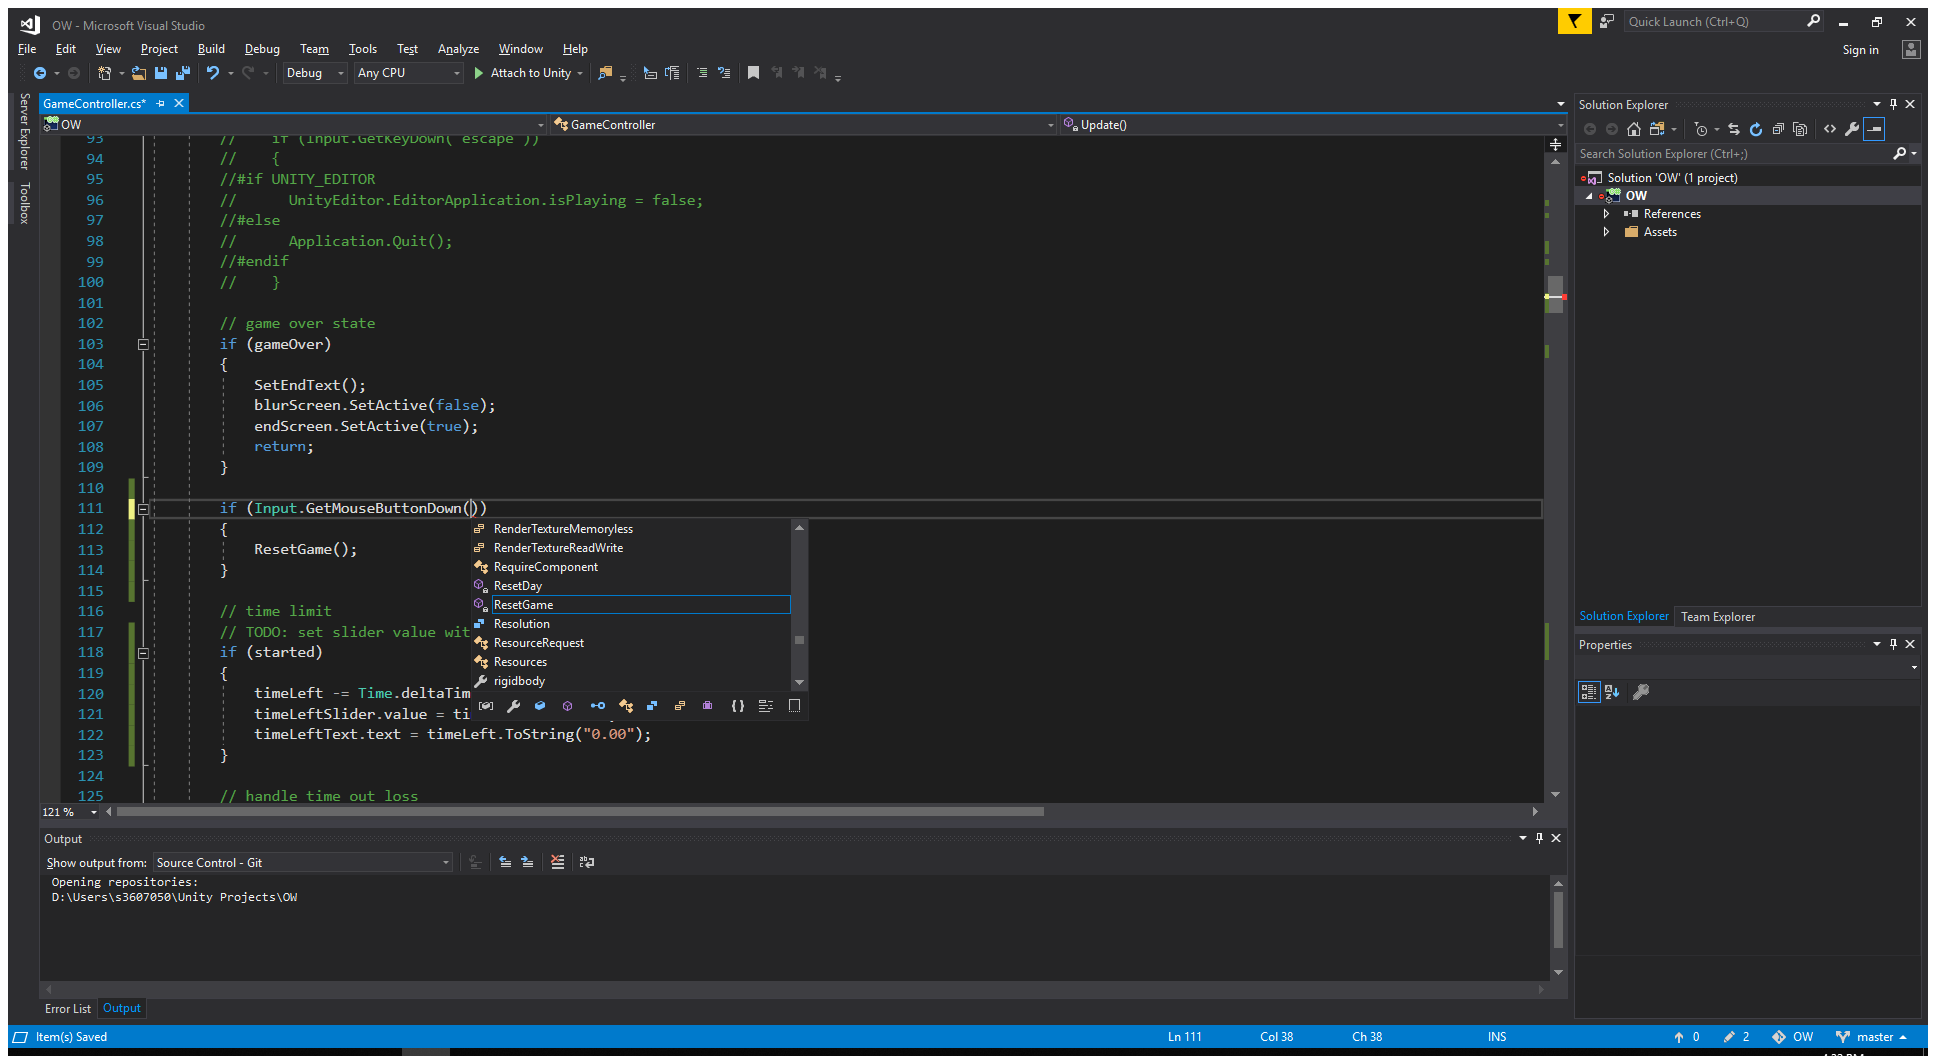 OW - Microsoft Visual Studio
Quick Launch (Ctrl+Q)
File Edit View Project Build Debug Team Tools Test Analyze Window Help
Sign in
Debug Any CPU Attach to Unity
Server Explorer
Toolbox
GameController.cs*
OW GameController Update()
93 // if (Input.GetKeyDown( escape ))
94 // {
95 //#if UNITY_EDITOR
96 // UnityEditor.EditorApplication.isPlaying = false;
97 //#else
98 // Application.Quit();
99 //#endif
100 // }
101
102 // game over state
103 if (gameOver)
104 {
105 SetEndText();
106 blurScreen.SetActive(false);
107 endScreen.SetActive(true);
108 return;
109 }
110
111 if (Input.GetMouseButtonDown())
112 {
113 ResetGame();
114 }
115
116 // time limit
117 // TODO: set slider value wit
118 if (started)
119 {
120 timeLeft -= Time.deltaTim
121 timeLeftSlider.value = ti
122 timeLeftText.text = timeLeft.ToString("0.00");
123 }
124
125 // handle time out loss
RenderTextureMemoryless
RenderTextureReadWrite
RequireComponent
ResetDay
ResetGame
Resolution
ResourceRequest
Resources
rigidbody
121 %
Output
Show output from: Source Control - Git
Opening repositories:
D:\Users\s3607050\Unity Projects\OW
Error List Output
Solution Explorer
Search Solution Explorer (Ctrl+;)
Solution 'OW' (1 project)
OW
References
Assets
Solution Explorer Team Explorer
Properties
Item(s) Saved Ln 111 Col 38 Ch 38 INS 0 2 OW master